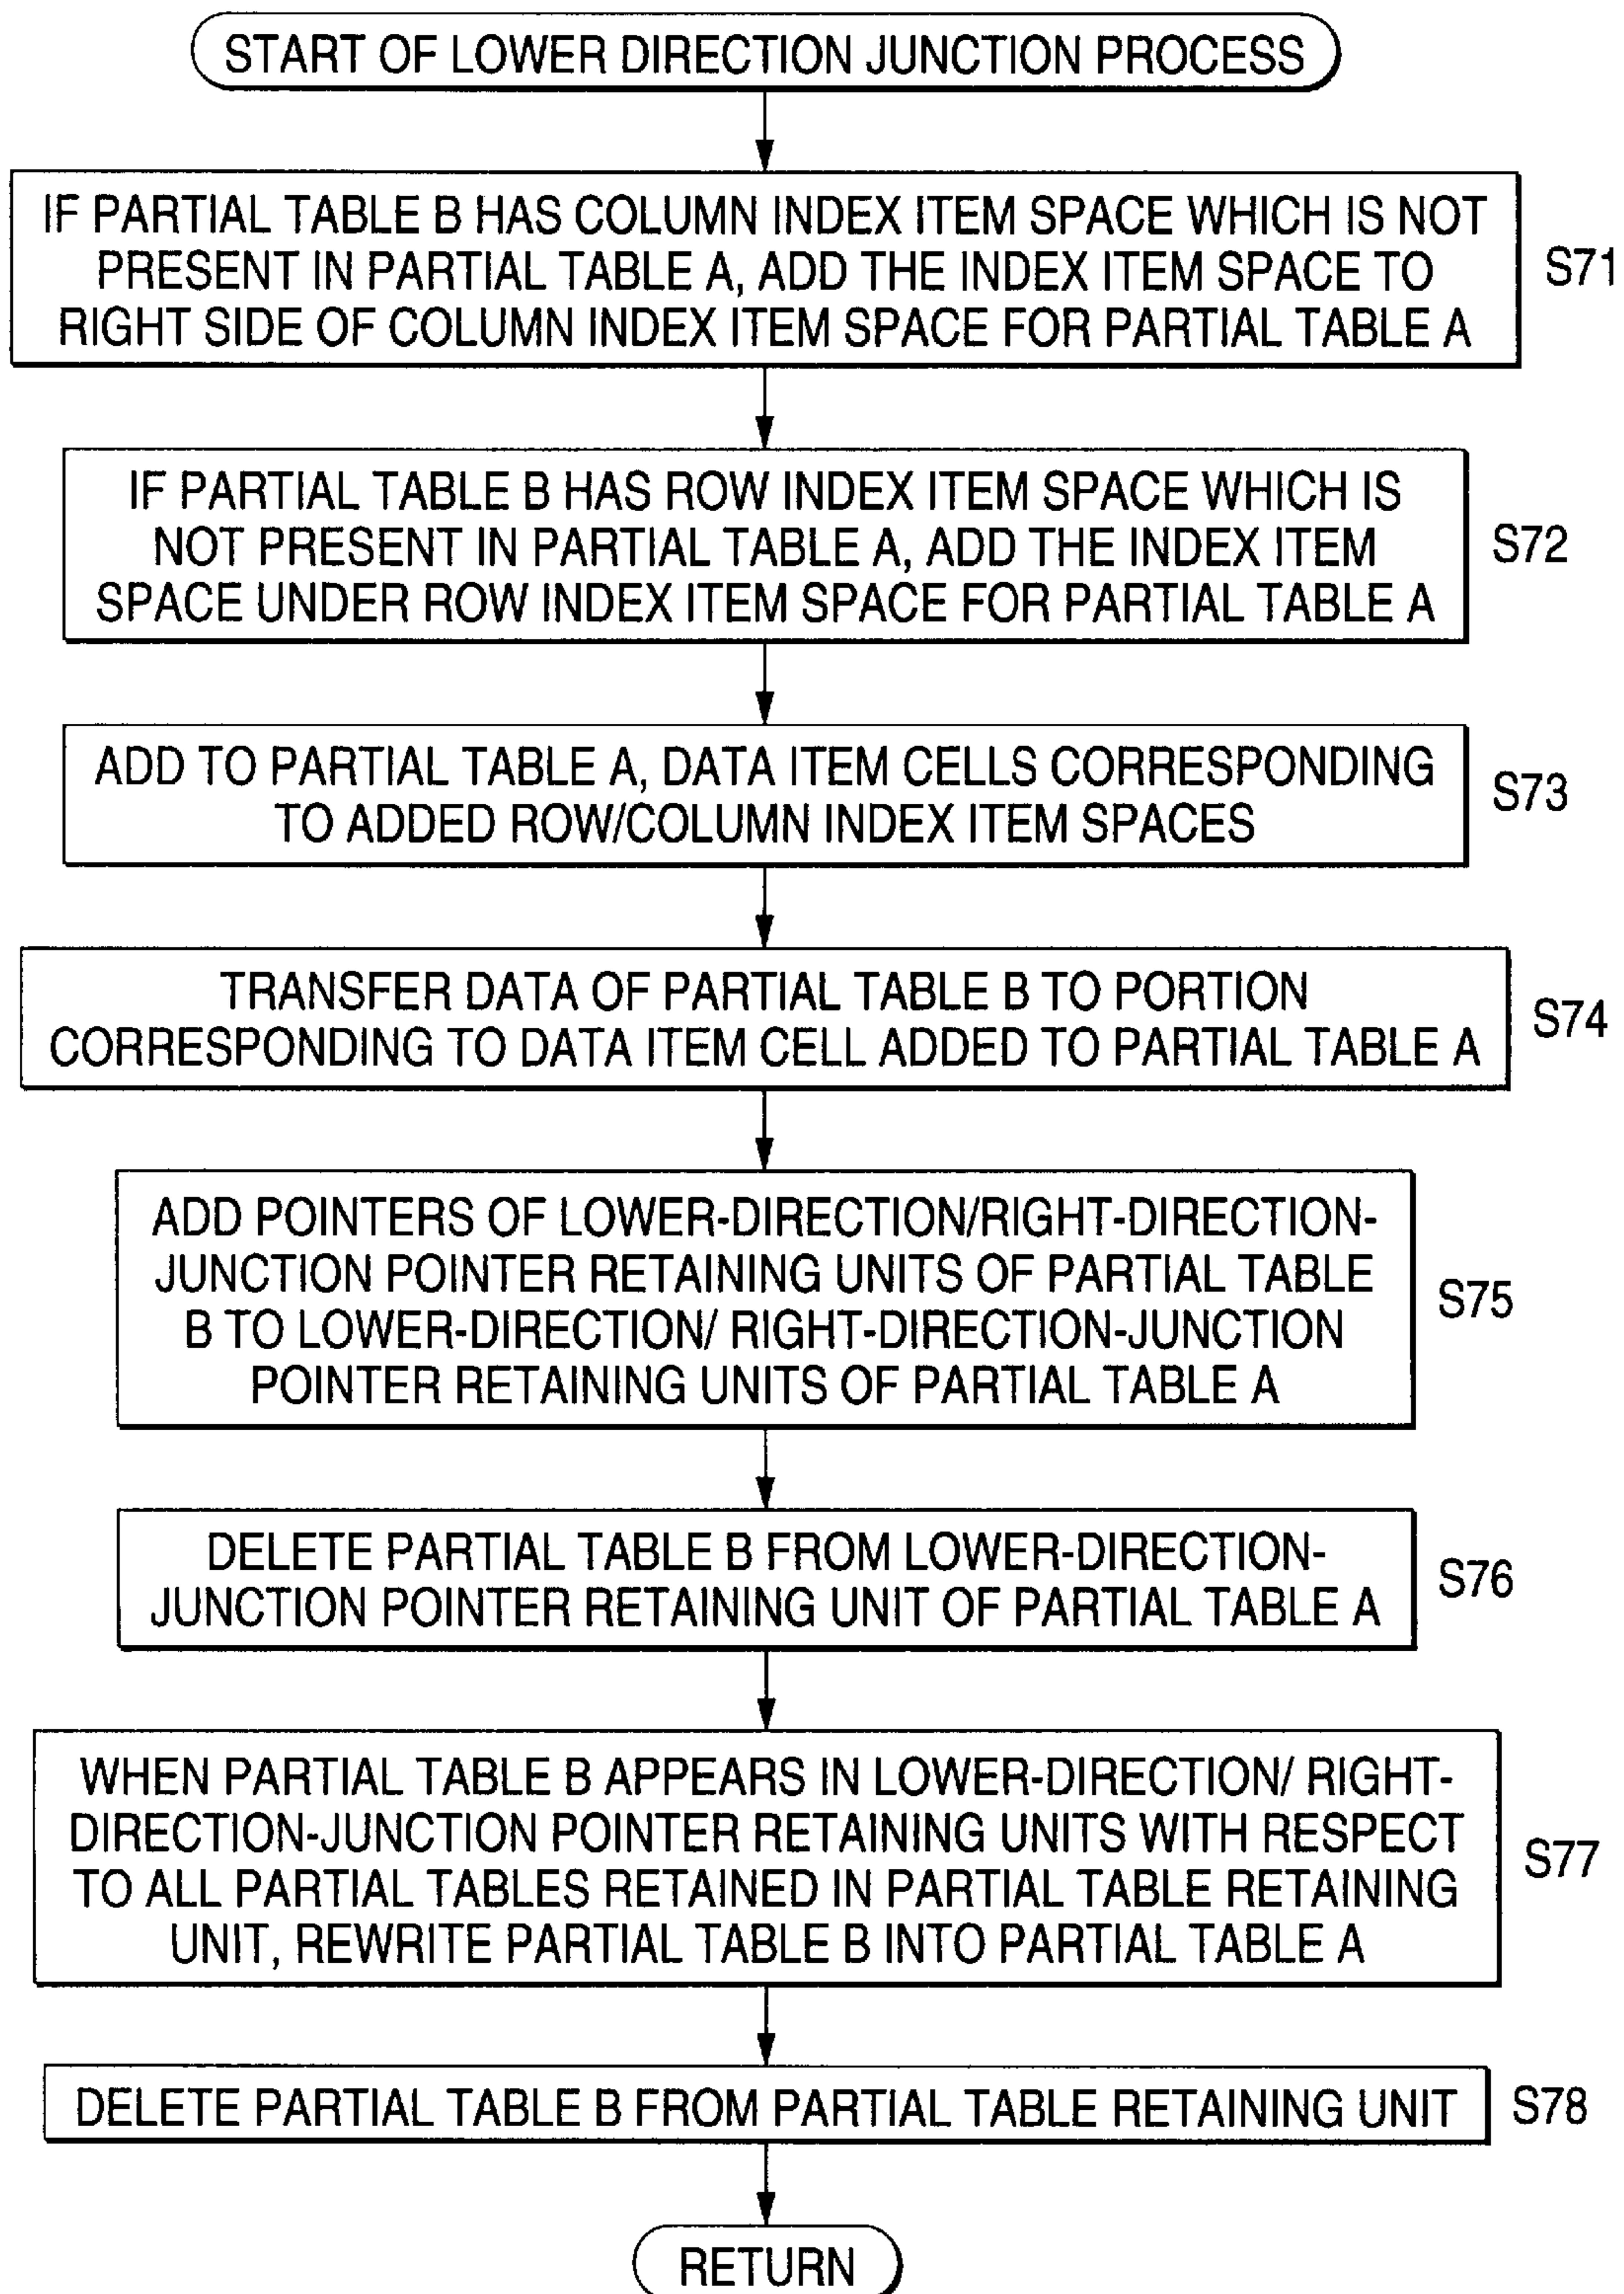 START OF LOWER DIRECTION JUNCTION PROCESS
IF PARTIAL TABLE B HAS COLUMN INDEX ITEM SPACE WHICH IS NOT
PRESENT IN PARTIAL TABLE A, ADD THE INDEX ITEM SPACE TO
RIGHT SIDE OF COLUMN INDEX ITEM SPACE FOR PARTIAL TABLE A
S71
IF PARTIAL TABLE B HAS ROW INDEX ITEM SPACE WHICH IS
NOT PRESENT IN PARTIAL TABLE A, ADD THE INDEX ITEM
SPACE UNDER ROW INDEX ITEM SPACE FOR PARTIAL TABLE A
S72
ADD TO PARTIAL TABLE A, DATA ITEM CELLS CORRESPONDING
TO ADDED ROW/COLUMN INDEX ITEM SPACES
S73
TRANSFER DATA OF PARTIAL TABLE B TO PORTION
CORRESPONDING TO DATA ITEM CELL ADDED TO PARTIAL TABLE A
S74
ADD POINTERS OF LOWER-DIRECTION/RIGHT-DIRECTION-
JUNCTION POINTER RETAINING UNITS OF PARTIAL TABLE
B TO LOWER-DIRECTION/ RIGHT-DIRECTION-JUNCTION
POINTER RETAINING UNITS OF PARTIAL TABLE A
S75
DELETE PARTIAL TABLE B FROM LOWER-DIRECTION-
JUNCTION POINTER RETAINING UNIT OF PARTIAL TABLE A
S76
WHEN PARTIAL TABLE B APPEARS IN LOWER-DIRECTION/ RIGHT-
DIRECTION-JUNCTION POINTER RETAINING UNITS WITH RESPECT
TO ALL PARTIAL TABLES RETAINED IN PARTIAL TABLE RETAINING
UNIT, REWRITE PARTIAL TABLE B INTO PARTIAL TABLE A
S77
DELETE PARTIAL TABLE B FROM PARTIAL TABLE RETAINING UNIT
S78
RETURN